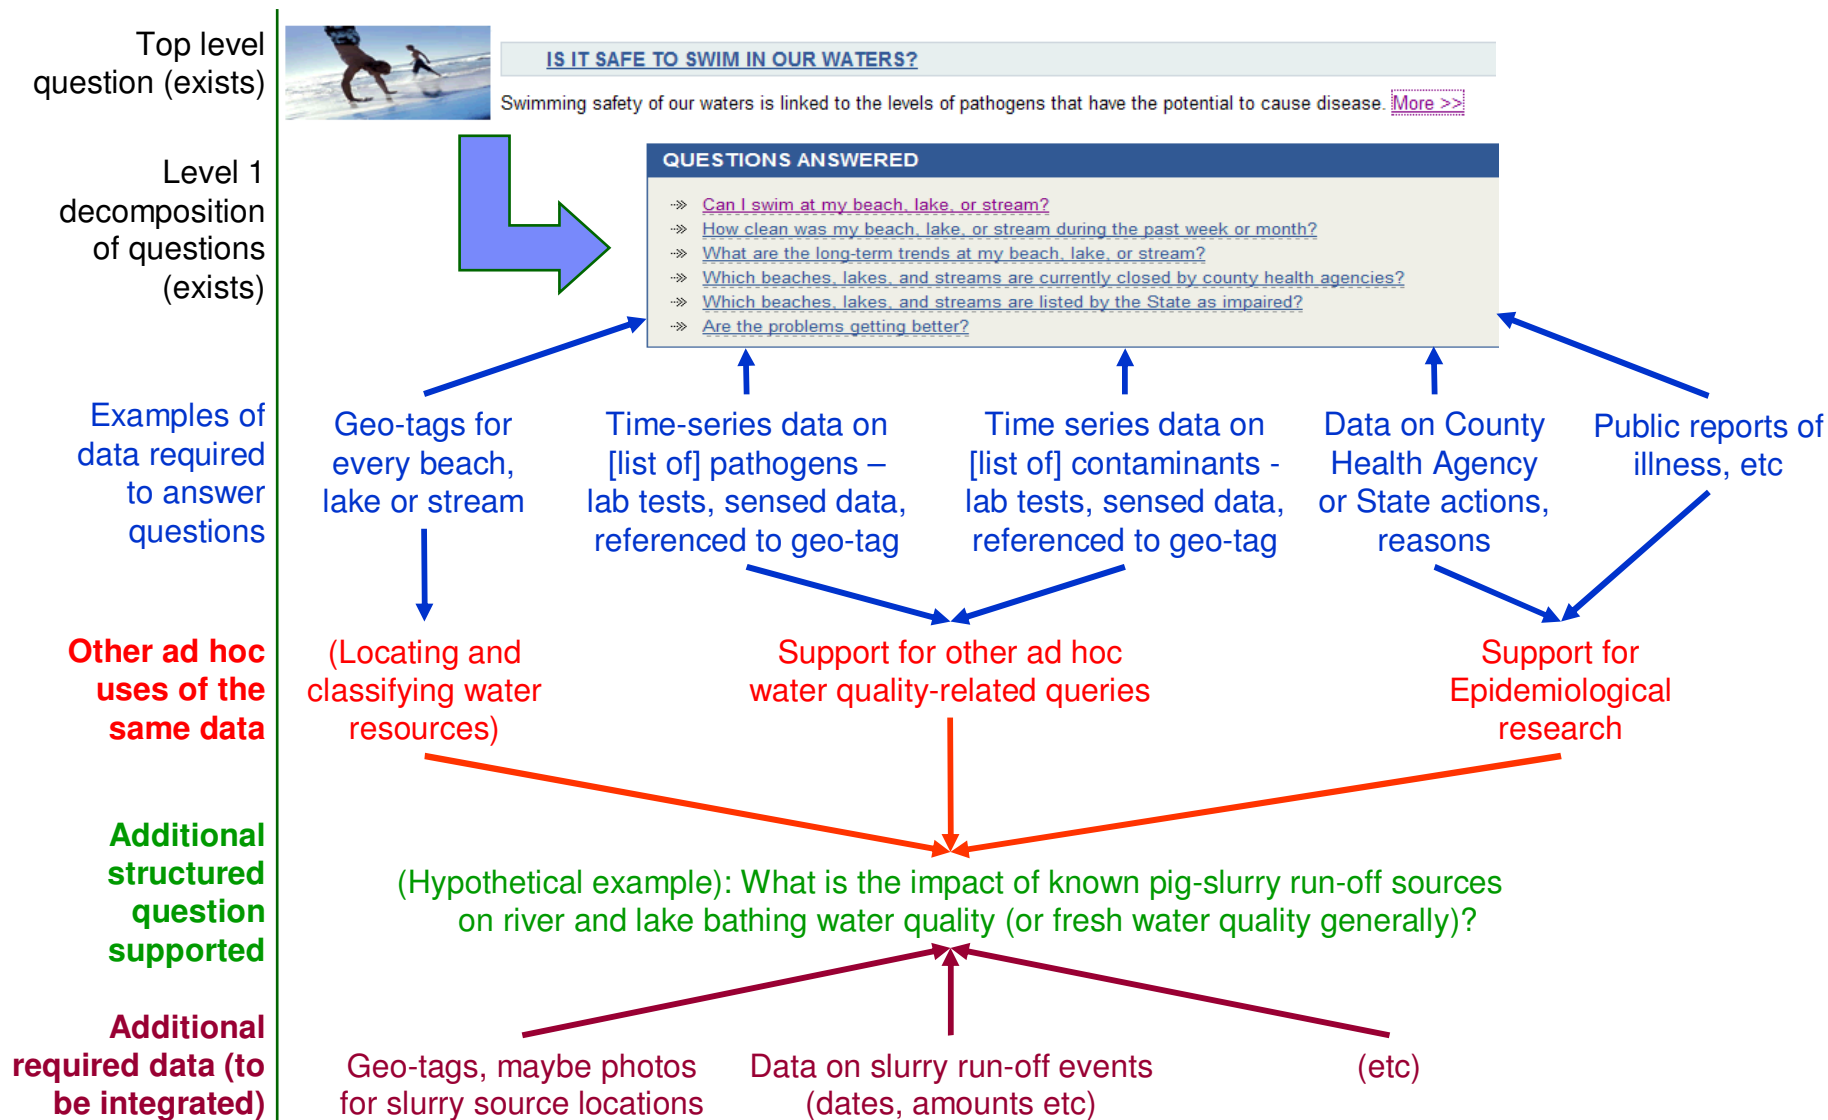 Top level
question (exists)
IS IT SAFE TO SWIM IN OUR WATERS?
Swimming safety of our waters is linked to the levels of pathogens that have the potential to cause disease. More >>
Level 1
decomposition
of questions
(exists)
QUESTIONS ANSWERED
Can I swim at my beach, lake, or stream?
How clean was my beach, lake, or stream during the past week or month?
What are the long-term trends at my beach, lake, or stream?
Which beaches, lakes, and streams are currently closed by county health agencies?
Which beaches, lakes, and streams are listed by the State as impaired?
Are the problems getting better?
Examples of
data required
to answer
questions
Geo-tags for
every beach,
lake or stream
Time-series data on
[list of] pathogens –
lab tests, sensed data,
referenced to geo-tag
Time series data on
[list of] contaminants -
lab tests, sensed data,
referenced to geo-tag
Data on County
Health Agency
or State actions,
reasons
Public reports of
illness, etc
Other ad hoc
uses of the
same data
(Locating and
classifying water
resources)
Support for other ad hoc
water quality-related queries
Support for
Epidemiological
research
Additional
structured
question
supported
(Hypothetical example): What is the impact of known pig-slurry run-off sources
on river and lake bathing water quality (or fresh water quality generally)?
Additional
required data (to
be integrated)
Geo-tags, maybe photos
for slurry source locations
Data on slurry run-off events
(dates, amounts etc)
(etc)